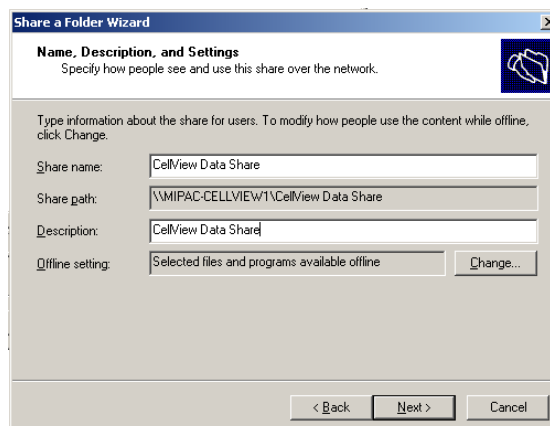 Share a Folder Wizard
Name, Description, and Settings
Specify how people see and use this share over the network.
Type information about the share for users. To modify how people use the content while offline,
click Change.
Share name: CellView Data Share
Share path: \\MIPAC-CELLVIEW1\CellView Data Share
Description: CellView Data Share
Offline setting: Selected files and programs available offline Change...
< Back Next > Cancel